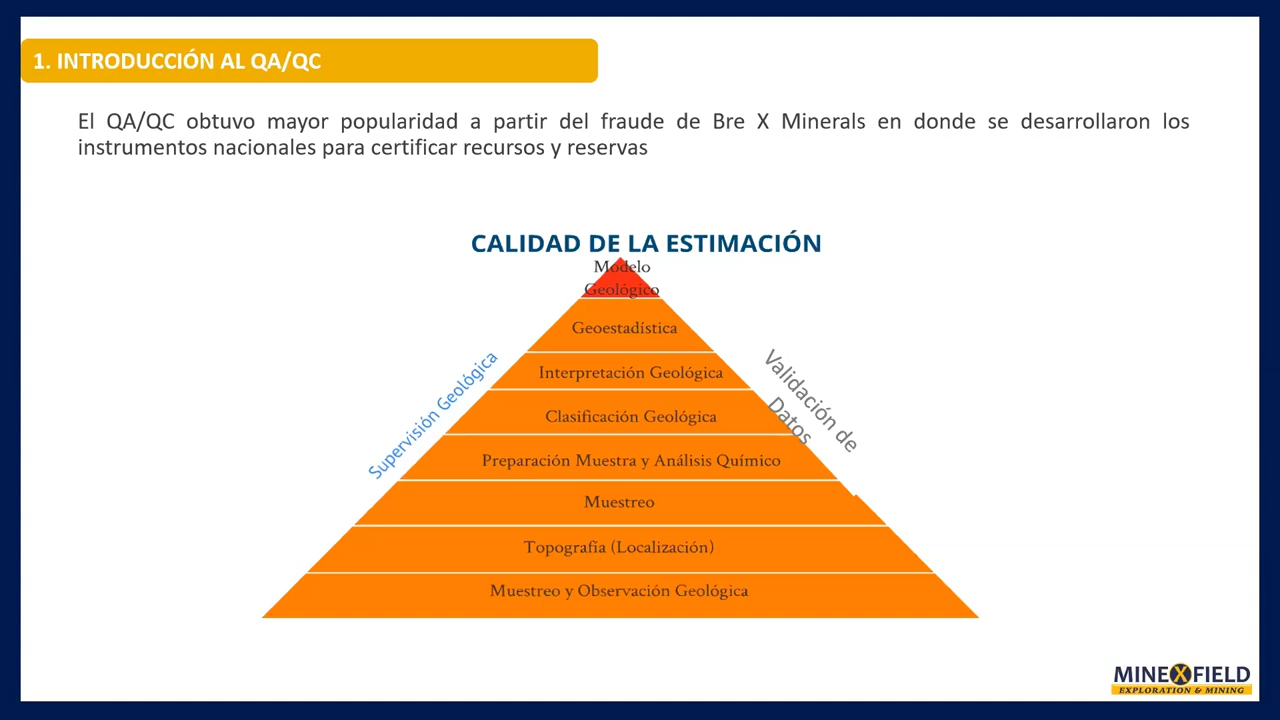 1. INTRODUCCIÓN AL QA/QC
El QA/QC obtuvo mayor popularidad a partir del fraude de Bre X Minerals en donde se desarrollaron los
instrumentos nacionales para certificar recursos y reservas
CALIDAD DE LA ESTIMACIÓN
Modelo
Geológico
Geoestadística
Interpretación Geológica
Clasificación Geológica
Preparación Muestra y Análisis Químico
Muestreo
Topografía (Localización)
Muestreo y Observación Geológica
Supervisión Geológica
Validación de
Datos
MINEXFIELD
EXPLORATION & MINING